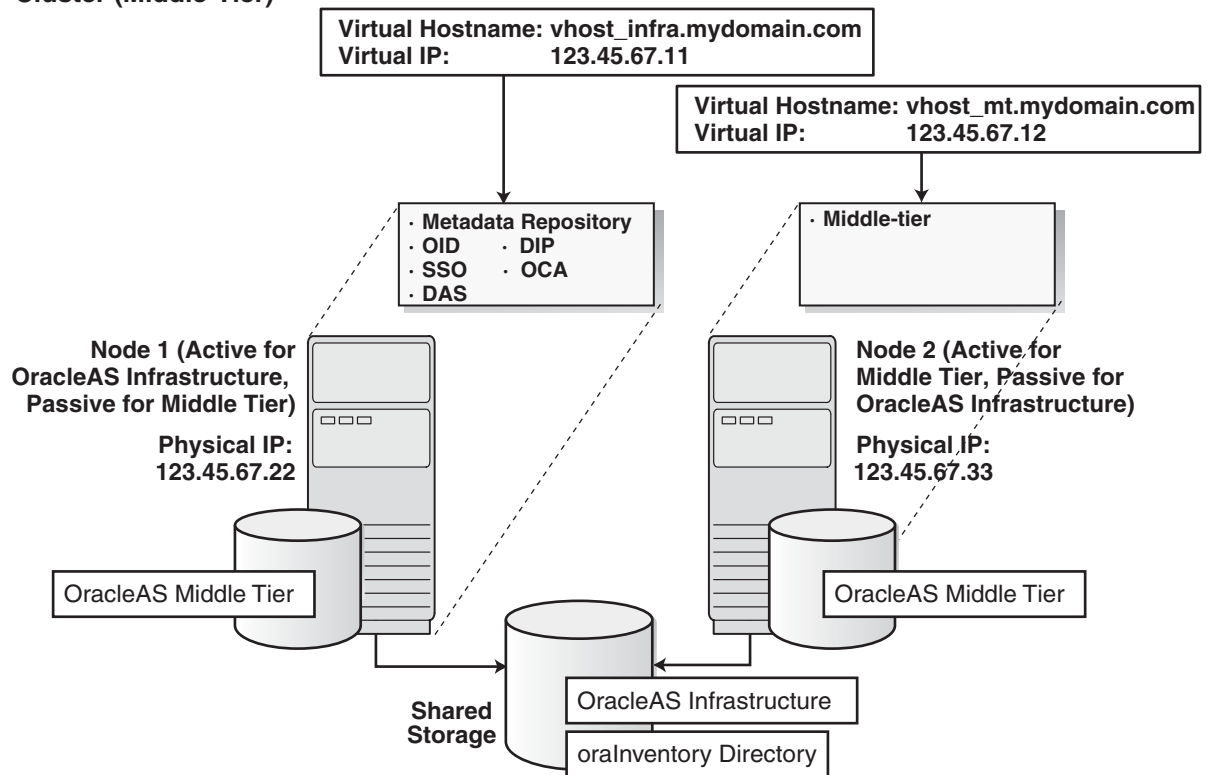 Cluster (Middle Tier)
Virtual Hostname: vhost_infra.mydomain.com
Virtual IP: 123.45.67.11
Virtual Hostname: vhost_mt.mydomain.com
Virtual IP: 123.45.67.12
· Metadata Repository
· OID · DIP
· SSO · OCA
· DAS
· Middle-tier
Node 1 (Active for
OracleAS Infrastructure,
Passive for Middle Tier)
Physical IP:
123.45.67.22
Node 2 (Active for
Middle Tier, Passive for
OracleAS Infrastructure)
Physical IP:
123.45.67.33
OracleAS Middle Tier
OracleAS Middle Tier
Shared
Storage
OracleAS Infrastructure
oraInventory Directory